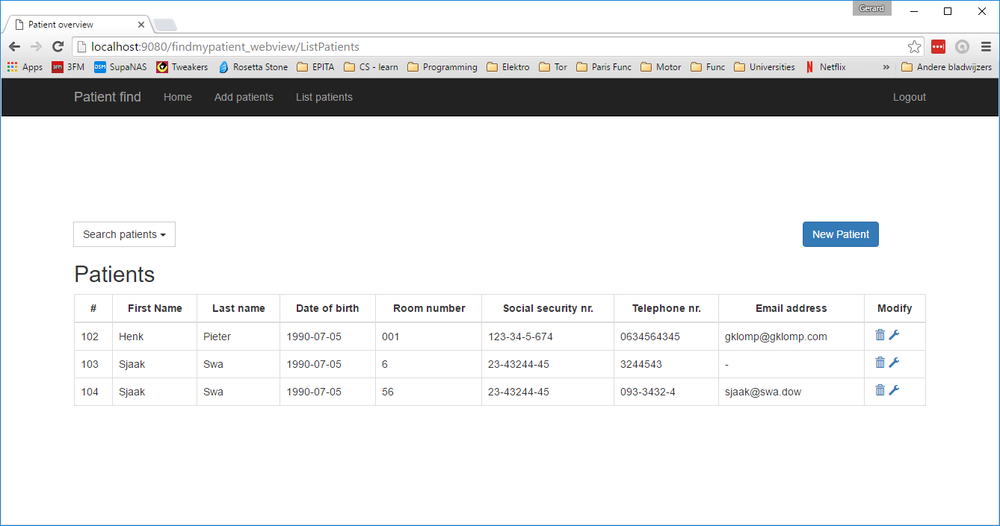 Gerard
Patient overview
localhost:9080/findmypatient_webview/ListPatients
Apps 3FM 3FM DSM SupaNAS Tweakers Rosetta Stone EPITA CS - learn Programming Elektro Tor Paris Func Motor Func Universities N Netflix » Andere bladwijzers
Patient find Home Add patients List patients Logout
Search patients New Patient
Patients
# First Name Last name Date of birth Room number Social security nr. Telephone nr. Email address Modify
102 Henk Pieter 1990-07-05 001 123-34-5-674 0634564345 gklomp@gklomp.com
103 Sjaak Swa 1990-07-05 6 23-43244-45 3244543 -
104 Sjaak Swa 1990-07-05 56 23-43244-45 093-3432-4 sjaak@swa.dow